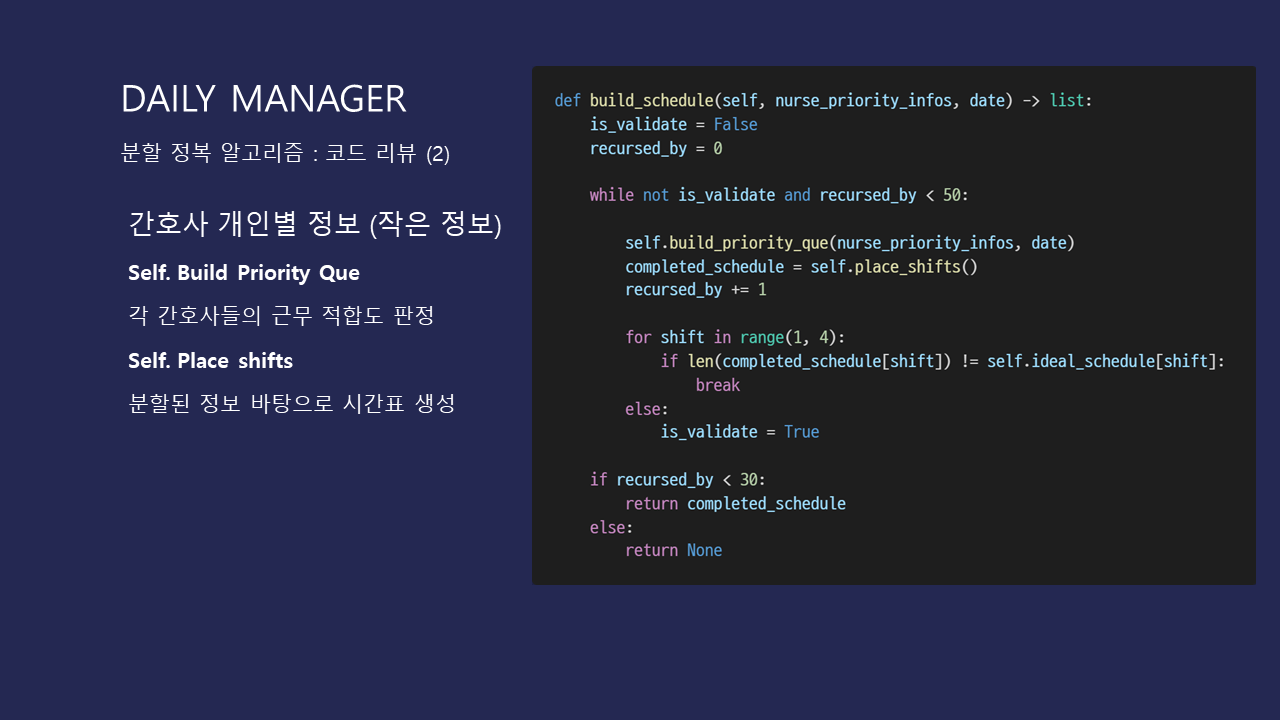 DAILY MANAGER
분할 정복 알고리즘 : 코드 리뷰 (2)
간호사 개인별 정보 (작은 정보)
Self. Build Priority Que
각 간호사들의 근무 적합도 판정
Self. Place shifts
분할된 정보 바탕으로 시간표 생성
def build_schedule(self, nurse_priority_infos, date) -> list:
    is_validate = False
    recursed_by = 0
    while not is_validate and recursed_by < 50:
        self.build_priority_que(nurse_priority_infos, date)
        completed_schedule = self.place_shifts()
        recursed_by += 1
        for shift in range(1, 4):
            if len(completed_schedule[shift]) != self.ideal_schedule[shift]:
                break
        else:
            is_validate = True
    if recursed_by < 30:
        return completed_schedule
    else:
        return None